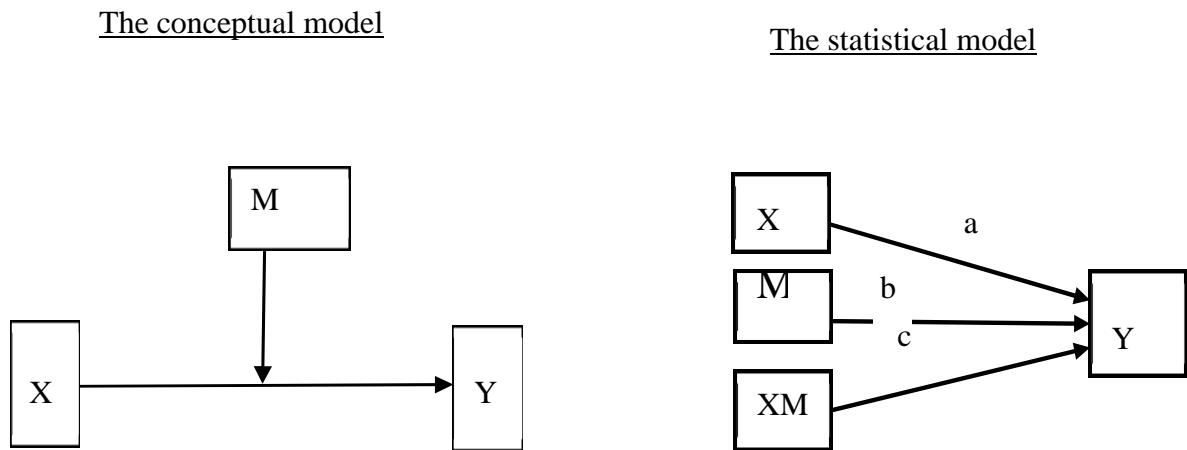 The conceptual model
The statistical model
M
X
Y
X
a
M
b
c
Y
XM